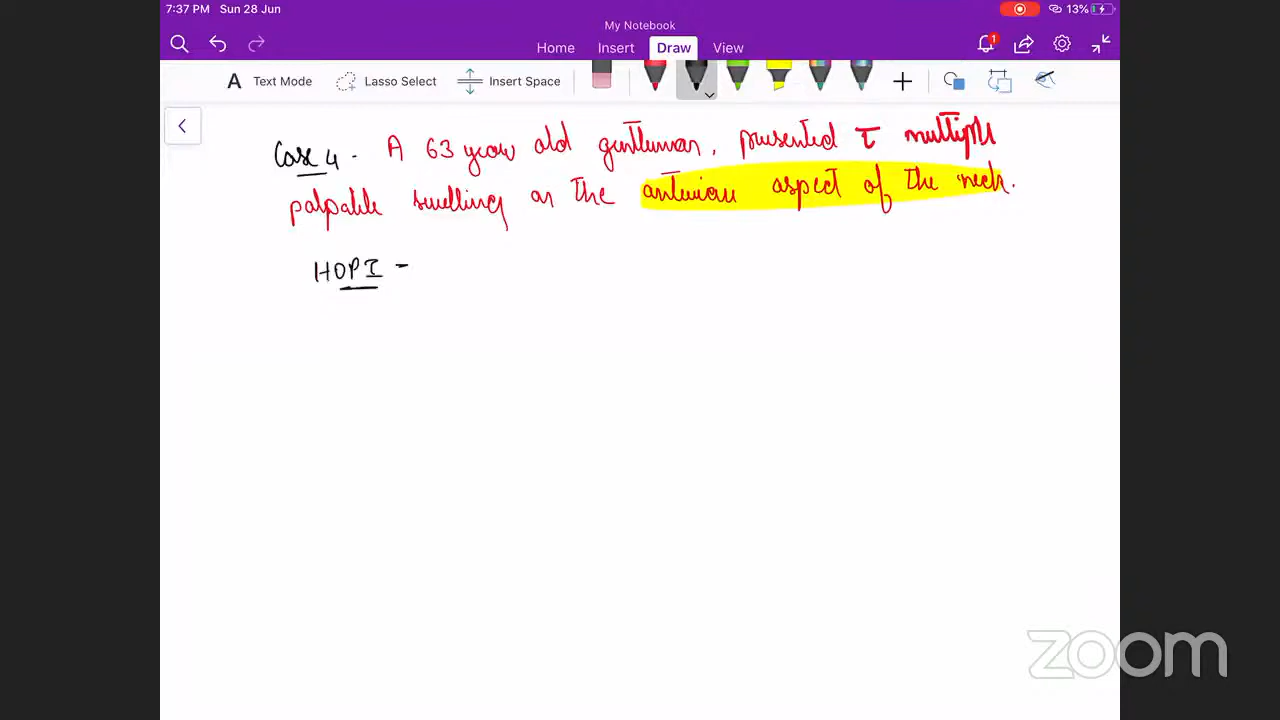 7:37 PM Sun 28 Jun 13%
My Notebook
Home Insert Draw View 1
A Text Mode Lasso Select Insert Space
Case 4 - A 63 year old gentleman, presented c̄ multiple
palpable swelling on the anterior aspect of the neck.
HOPI -
zoom